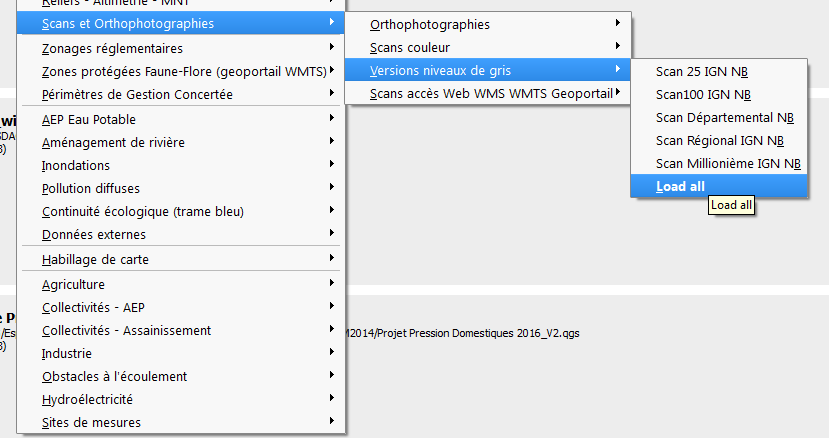 Reliefs - Altimétrie - MNT
Scans et Orthophotographies
Zonages réglementaires
Zones protégées Faune-Flore (geoportail WMTS)
Périmètres de Gestion Concertée
AEP Eau Potable
Aménagement de rivière
Inondations
Pollution diffuses
Continuité écologique (trame bleu)
Données externes
Habillage de carte
Agriculture
Collectivités - AEP
Collectivités - Assainissement
Industrie
Obstacles à l'écoulement
Hydroélectricité
Sites de mesures
Orthophotographies
Scans couleur
Versions niveaux de gris
Scans accès Web WMS WMTS Geoportail
Scan 25 IGN NB
Scan100 IGN NB
Scan Départemental NB
Scan Régional IGN NB
Scan Millionième IGN NB
Load all
Load all
wi
SDA
3)
e P
/Es
M2014/Projet Pression Domestiques 2016_V2.qgs
3)